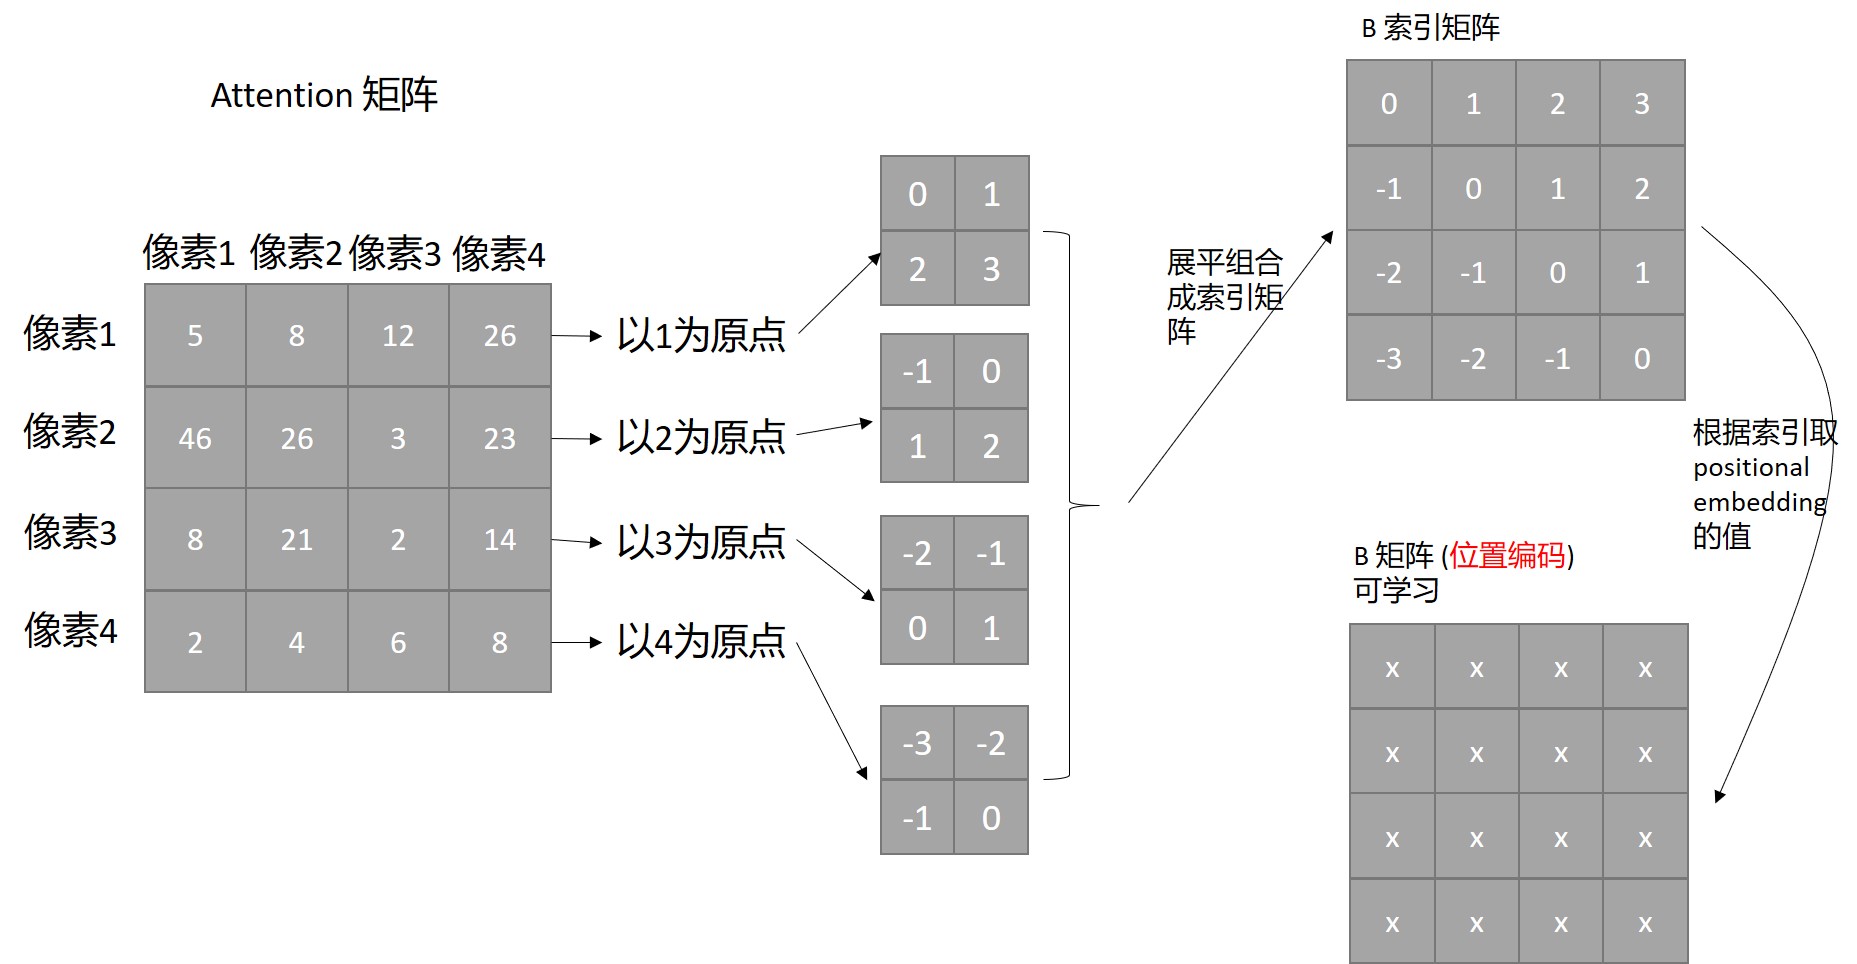 Attention 矩阵
像素1 像素2 像素3 像素4
像素1 5 8 12 26
像素2 46 26 3 23
像素3 8 21 2 14
像素4 2 4 6 8
以1为原点
以2为原点
以3为原点
以4为原点
0 1
2 3
-1 0
1 2
-2 -1
0 1
-3 -2
-1 0
展平组合
成索引矩
阵
B 索引矩阵
0 1 2 3
-1 0 1 2
-2 -1 0 1
-3 -2 -1 0
根据索引取
positional
embedding
的值
B 矩阵 (位置编码)
可学习
x x x x
x x x x
x x x x
x x x x